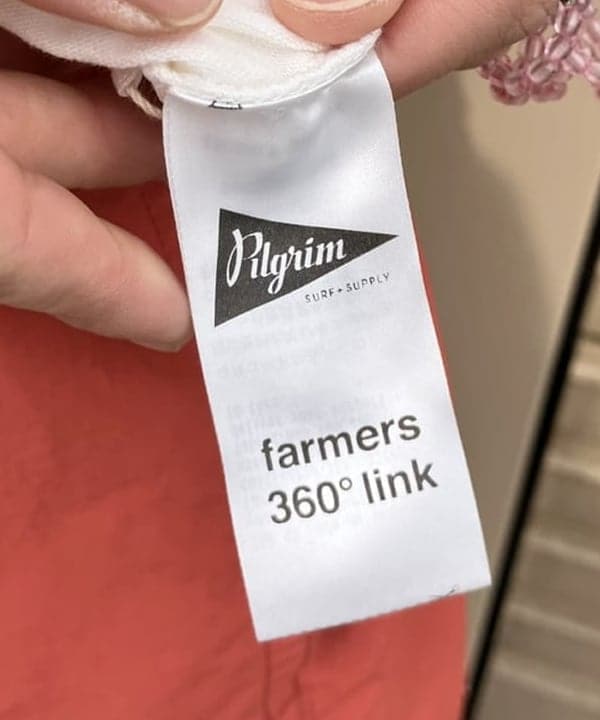 Pilgrim
SURF+SUPPLY
farmers
360° link